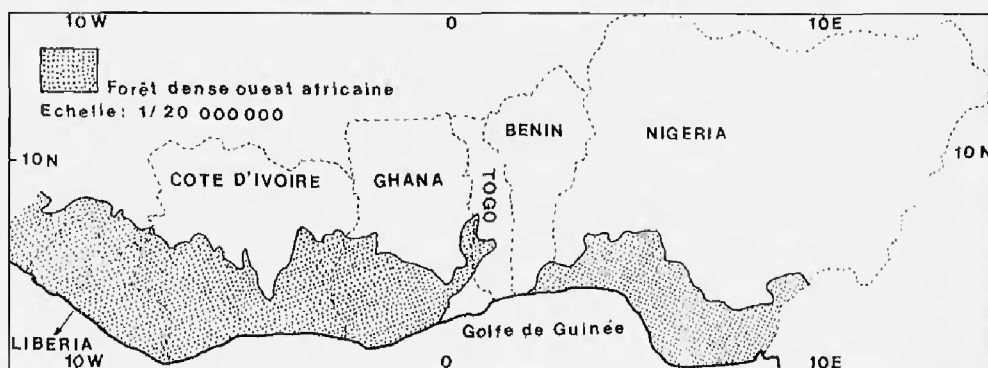 10 W 0 10 E
Forêt dense ouest africaine
Echelle: 1/20 000 000
BENIN
NIGERIA
10 N
10 N
COTE D'IVOIRE
GHANA
TOGO
Golfe de Guinée
LIBERIA
10 W 0 10 E